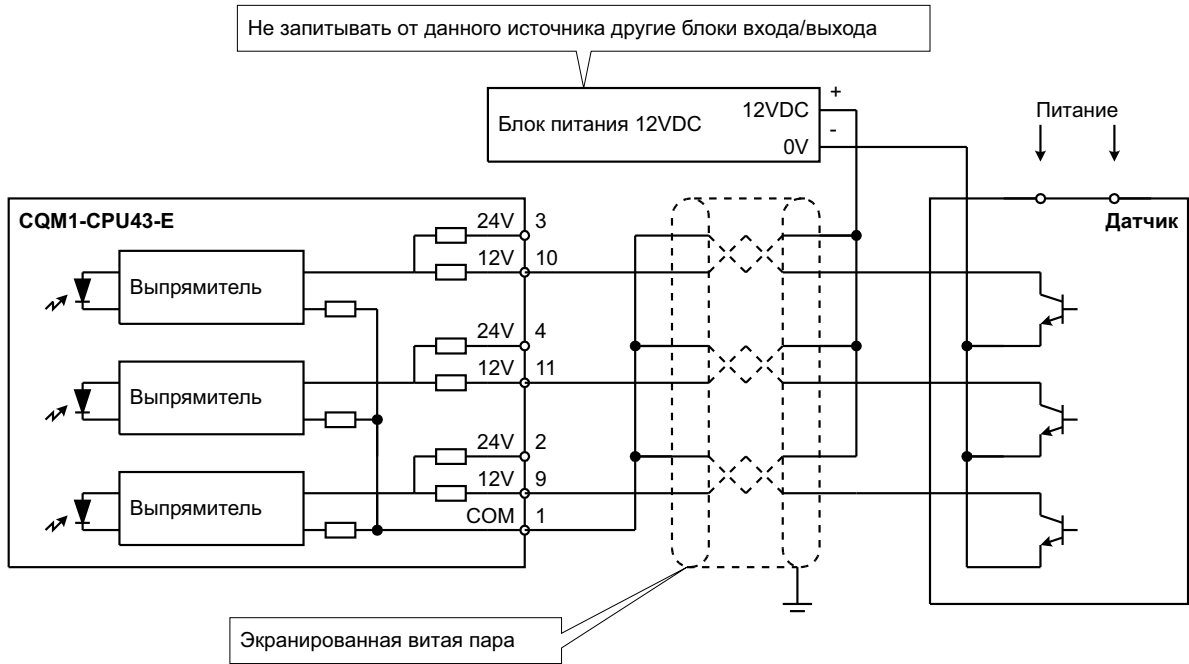 Не запитывать от данного источника другие блоки входа/выхода
+
12VDC
Блок питания 12VDC
-
0V
Питание
CQM1-CPU43-E
Датчик
24V 3
12V 10
Выпрямитель
24V 4
12V 11
Выпрямитель
24V 2
12V 9
Выпрямитель
COM 1
Экранированная витая пара